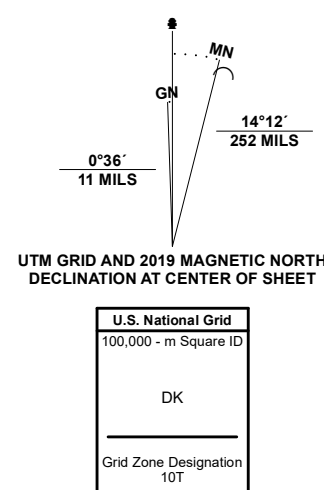 MN
GN
14°12´
252 MILS
0°36´
11 MILS
UTM GRID AND 2019 MAGNETIC NORTH
DECLINATION AT CENTER OF SHEET
U.S. National Grid
100,000 - m Square ID
DK
Grid Zone Designation
10T